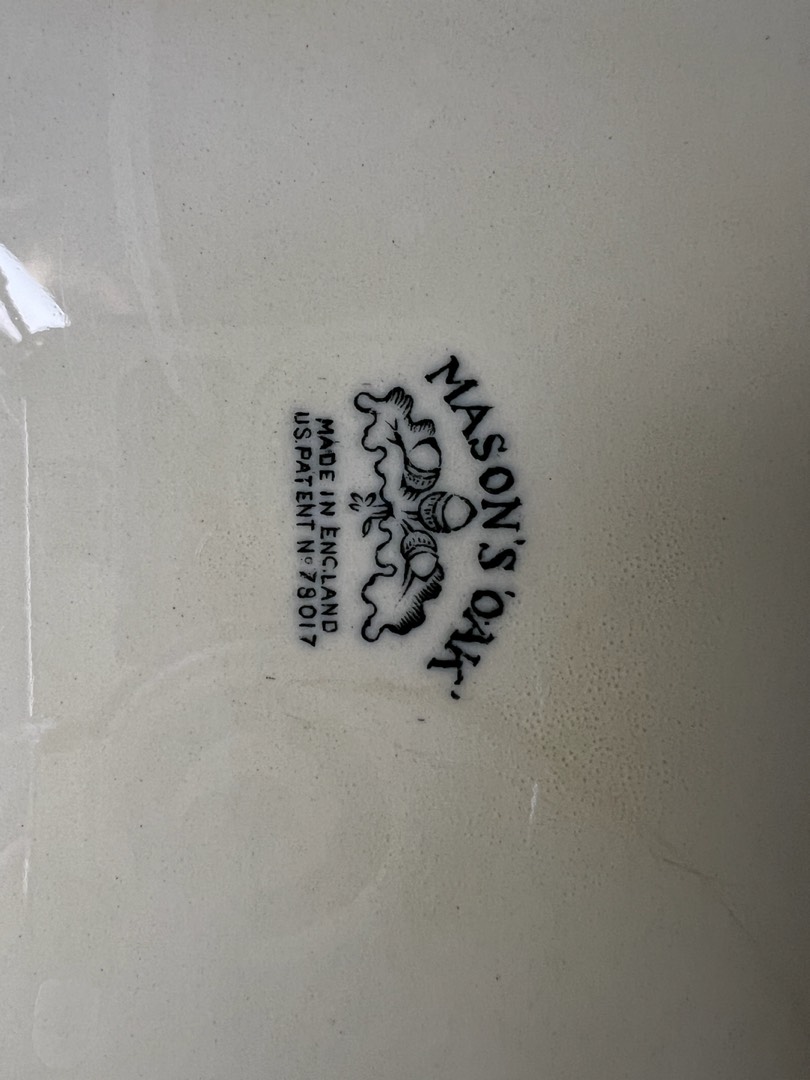 MASON'S 'OAK'
MADE IN ENGLAND
U.S. PATENT Nº 78017